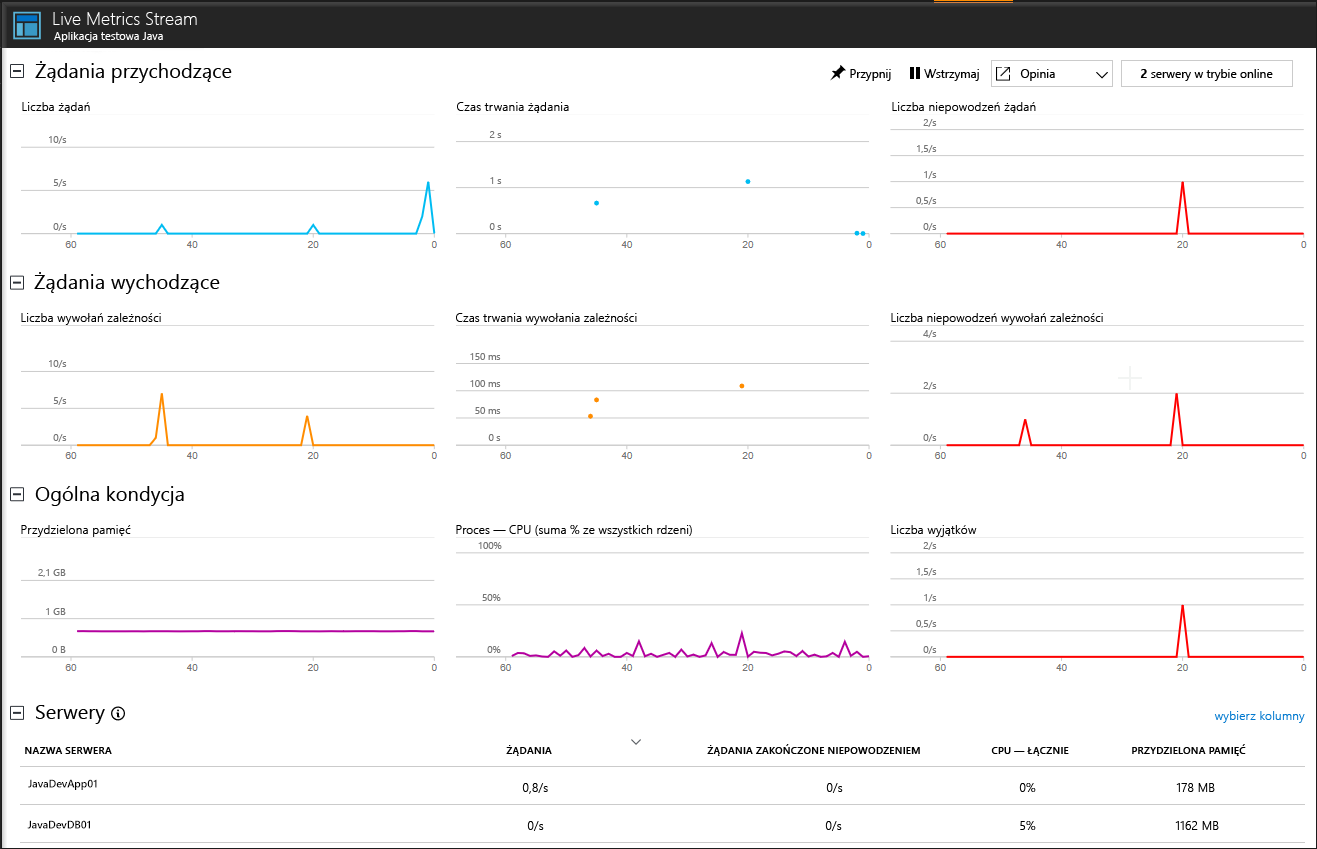 Live Metrics Stream
Aplikacja testowa Java
Żądania przychodzące
Przypnij
Wstrzymaj
Opinia
2 serwery w trybie online
Liczba żądań
10/s
5/s
0/s
60 40 20 0
Czas trwania żądania
2 s
1 s
0 s
60 40 20 0
Liczba niepowodzeń żądań
2/s
1,5/s
1/s
0,5/s
0/s
60 40 20 0
Żądania wychodzące
Liczba wywołań zależności
10/s
5/s
0/s
60 40 20 0
Czas trwania wywołania zależności
150 ms
100 ms
50 ms
0 s
60 40 20 0
Liczba niepowodzeń wywołań zależności
4/s
2/s
0/s
60 40 20 0
Ogólna kondycja
Przydzielona pamięć
2,1 GB
1 GB
0 B
60 40 20 0
Proces — CPU (suma % ze wszystkich rdzeni)
100%
50%
0%
60 40 20 0
Liczba wyjątków
2/s
1,5/s
1/s
0,5/s
0/s
60 40 20 0
Serwery
wybierz kolumny
NAZWA SERWERA ŻĄDANIA ŻĄDANIA ZAKOŃCZONE NIEPOWODZENIEM CPU — ŁĄCZNIE PRZYDZIELONA PAMIĘĆ
JavaDevApp01 0,8/s 0/s 0% 178 MB
JavaDevDB01 0/s 0/s 5% 1162 MB